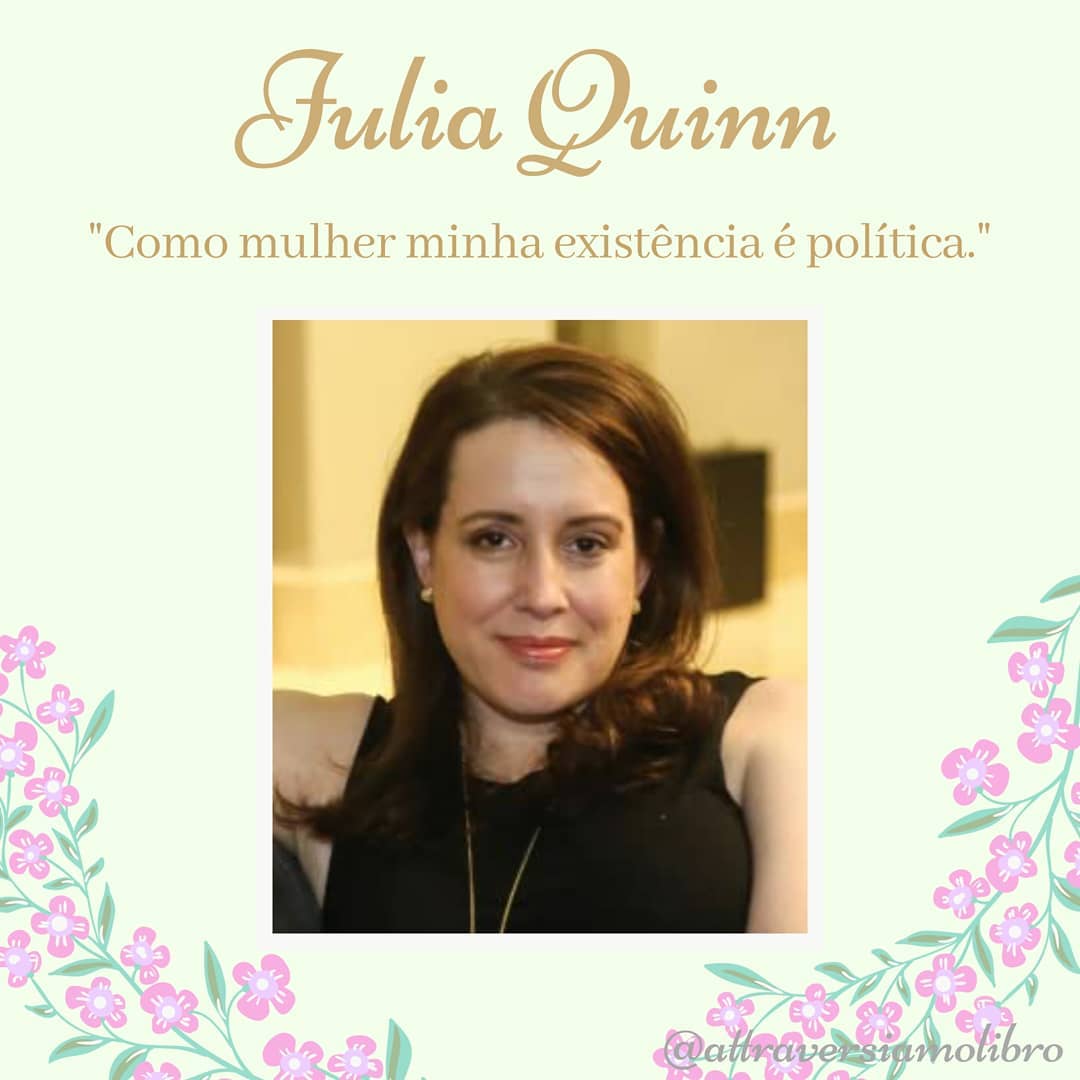 Julia Quinn
"Como mulher minha existência é política."
@attraversiamolibro